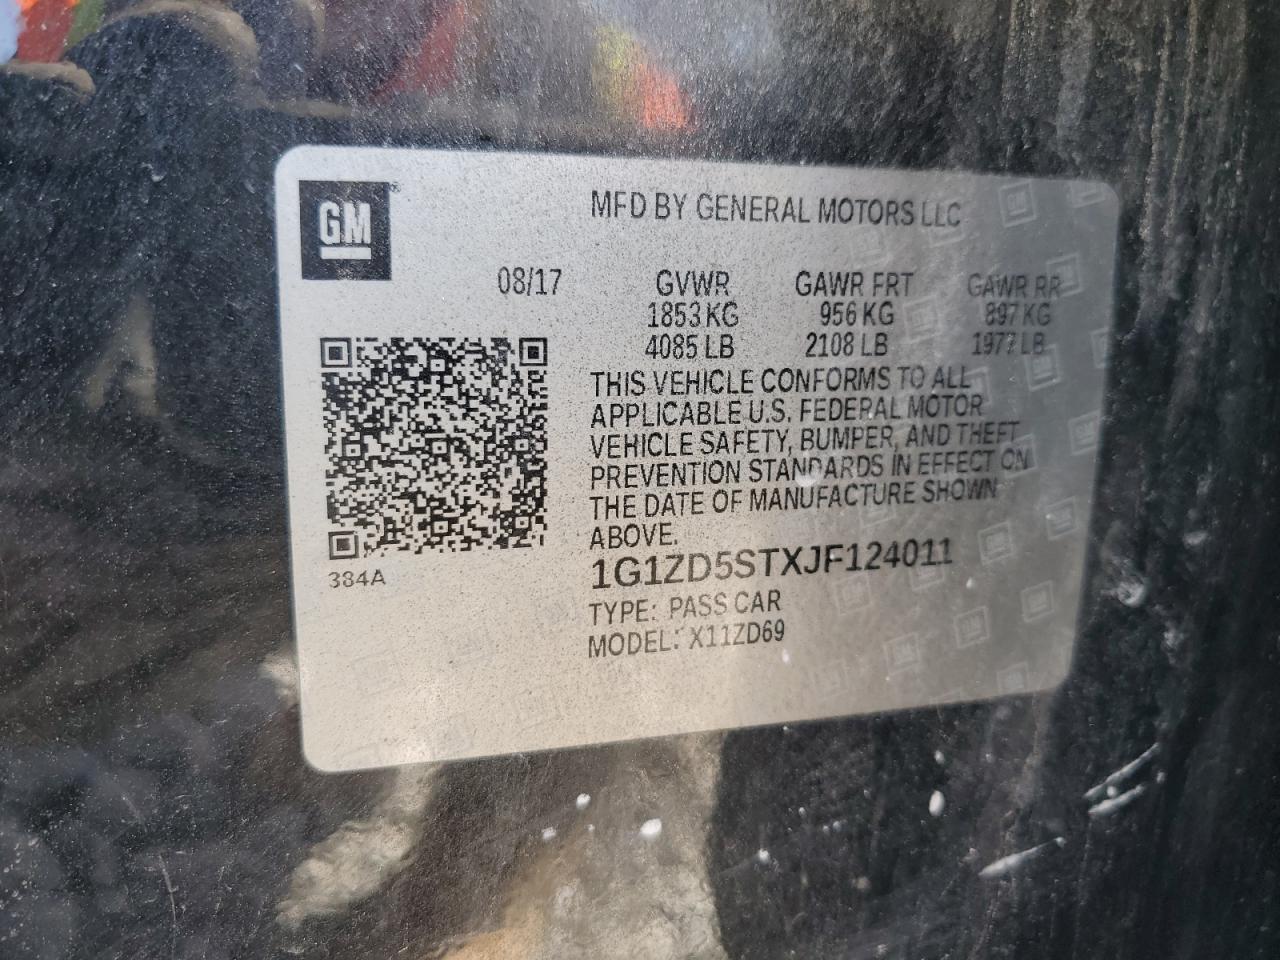 GM®
MFD BY GENERAL MOTORS LLC
08/17 GVWR GAWR FRT GAWR RR
1853 KG 956 KG 897 KG
4085 LB 2108 LB 1977 LB
THIS VEHICLE CONFORMS TO ALL
APPLICABLE U.S. FEDERAL MOTOR
VEHICLE SAFETY, BUMPER, AND THEFT
PREVENTION STANDARDS IN EFFECT ON
THE DATE OF MANUFACTURE SHOWN
ABOVE.
1G1ZD5STXJF124011
384A
TYPE: PASS CAR
MODEL: X11ZD69